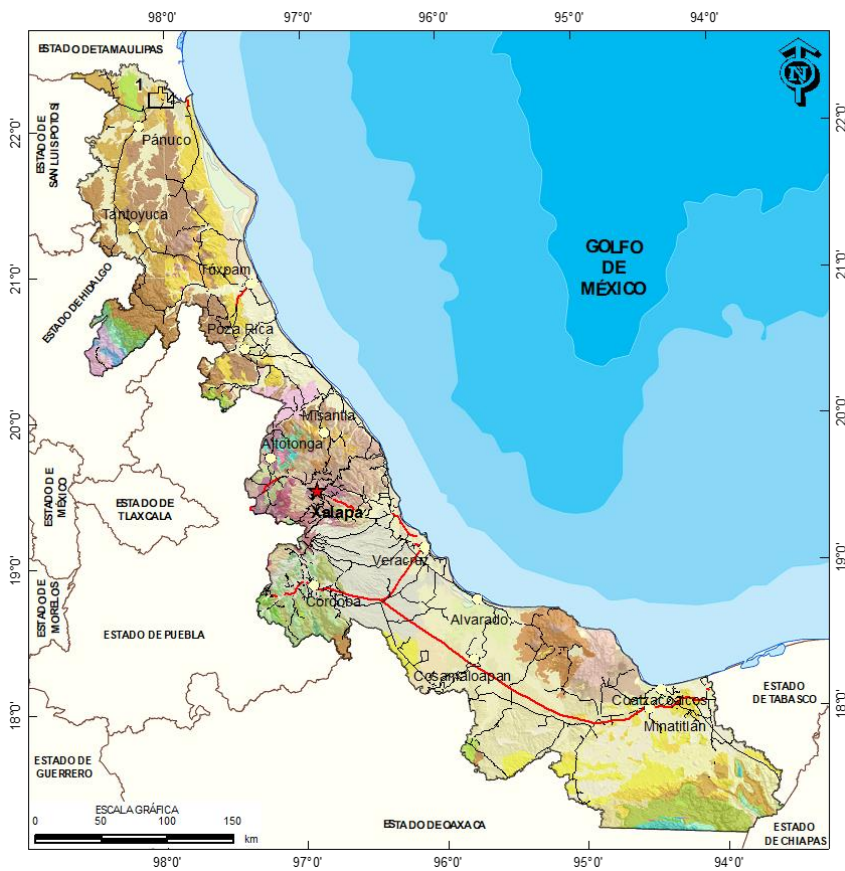 98°0' 97°0' 96°0' 95°0' 94°0'
ESTADO DE TAMAULIPAS
N
1
22°0'
22°0'
ESTADO DE
SAN LUIS POTOSÍ
Pánuco
Tantoyuca
GOLFO
DE
MÉXICO
21°0'
21°0'
Túxpam
ESTADO DE HIDALGO
Poza Rica
20°0'
20°0'
Misantla
Altotonga
ESTADO DE
MÉXICO
ESTADO DE
TLAXCALA
Xalapa
19°0'
19°0'
Veracruz
ESTADO DE
MORELOS
Córdoba
Alvarado
ESTADO DE PUEBLA
Cosamaloapan
18°0'
18°0'
Coatzacoalcos
ESTADO
DE TABASCO
Minatitlán
ESTADO DE
GUERRERO
ESCALA GRÁFICA
0 50 100 150
km
ESTADO DE OAXACA
ESTADO
DE CHIAPAS
98°0' 97°0' 96°0' 95°0' 94°0'